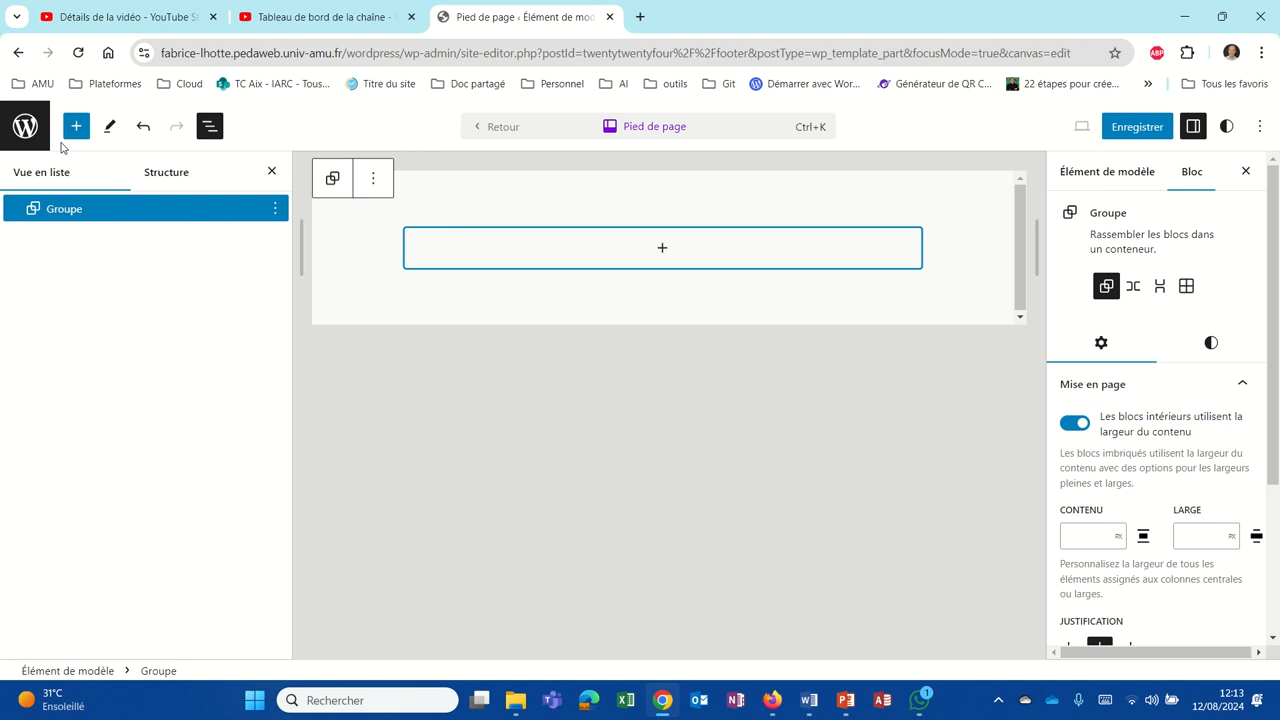 Détails de la vidéo - YouTube St
Tableau de bord de la chaîne - Y
Pied de page ‹ Élément de mod
fabrice-lhotte.pedaweb.univ-amu.fr/wordpress/wp-admin/site-editor.php?postId=twentytwentyfour%2F%2Ffooter&postType=wp_template_part&focusMode=true&canvas=edit
ABP
AMU
Plateformes
Cloud
TC Aix - IARC - Tous...
Titre du site
Doc partagé
Personnel
AI
outils
Git
Démarrer avec Wor...
Générateur de QR C...
22 étapes pour crée...
Tous les favoris
Retour
Pied de page
Ctrl+K
Enregistrer
Vue en liste
Structure
Élément de modèle
Bloc
Groupe
Groupe
Rassembler les blocs dans
un conteneur.
Mise en page
Les blocs intérieurs utilisent la
largeur du contenu
Les blocs imbriqués utilisent la largeur du
contenu avec des options pour les largeurs
pleines et larges.
CONTENU
LARGE
PX
PX
Personnalisez la largeur de tous les
éléments assignés aux colonnes centrales
ou larges.
JUSTIFICATION
Élément de modèle
Groupe
31°C
Ensoleillé
Rechercher
1
12:13
12/08/2024